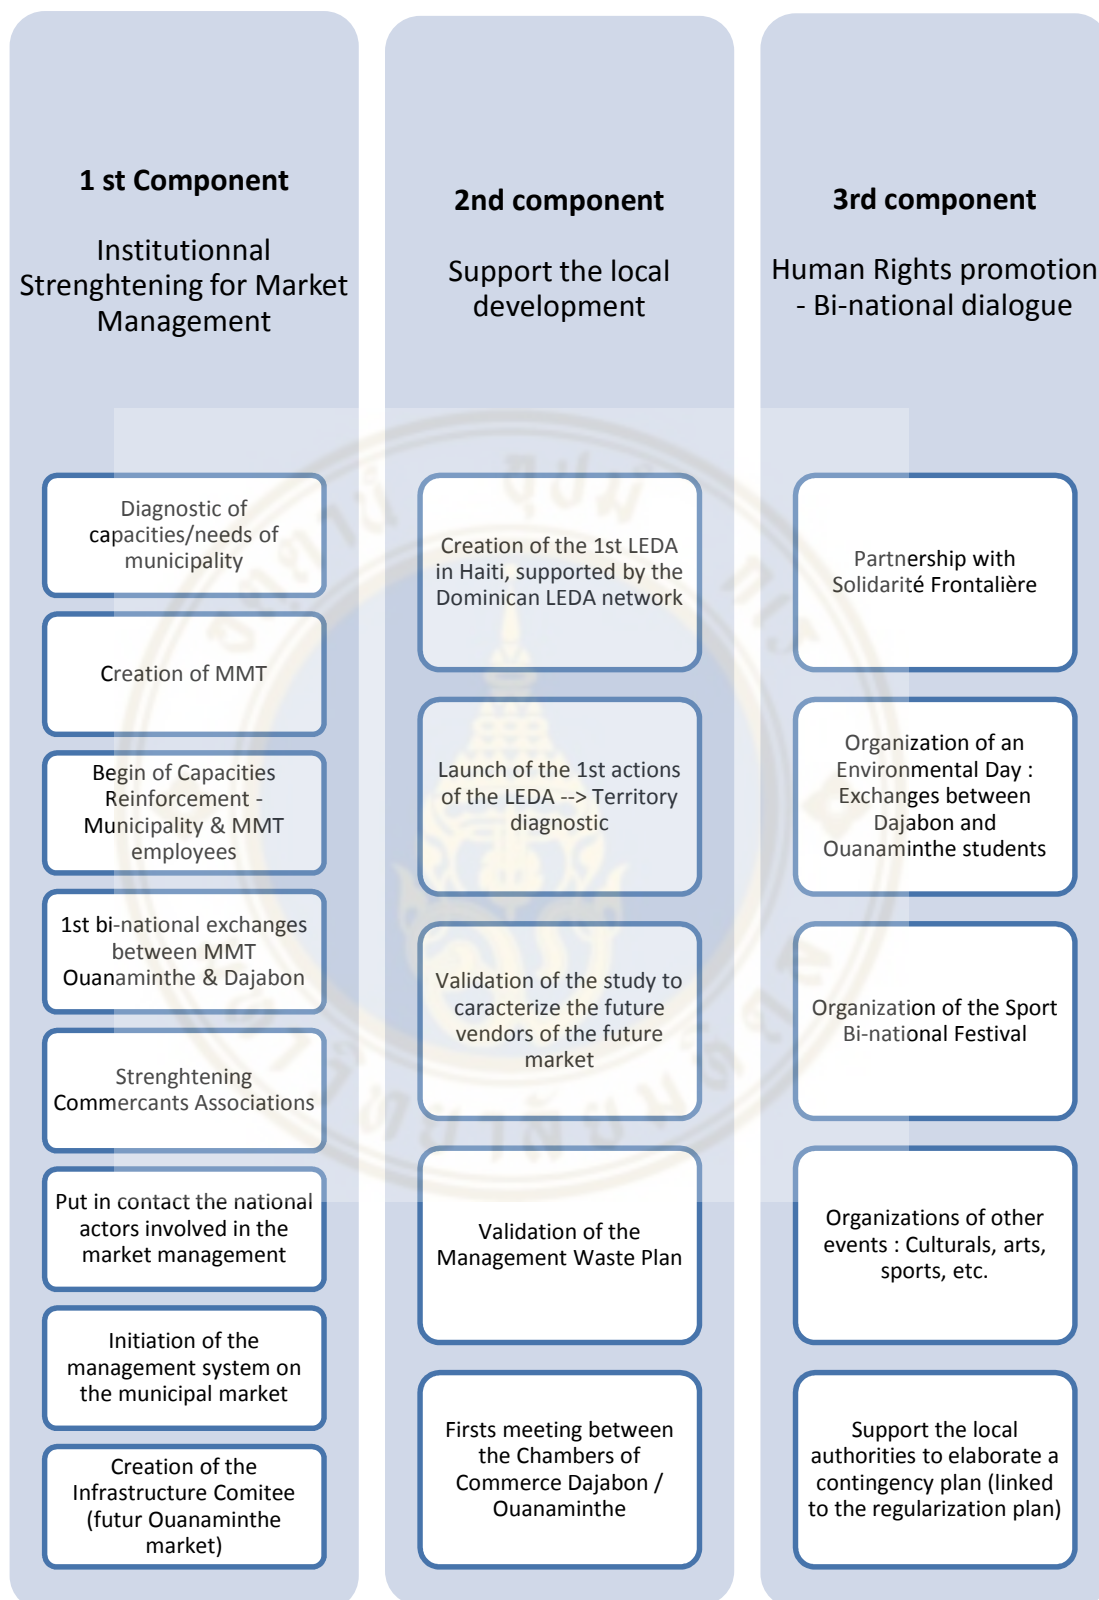 1 st Component
Institutionnal
Strenghtening for Market
Management
Diagnostic of
capacities/needs of
municipality
Creation of MMT
Begin of Capacities
Reinforcement -
Municipality & MMT
employees
1st bi-national exchanges
between MMT
Ouanaminthe & Dajabon
Strenghtening
Commercants Associations
Put in contact the national
actors involved in the
market management
Initiation of the
management system on
the municipal market
Creation of the
Infrastructure Comitee
(futur Ouanaminthe
market)
2nd component
Support the local
development
Creation of the 1st LEDA
in Haiti, supported by the
Dominican LEDA network
Launch of the 1st actions
of the LEDA --> Territory
diagnostic
Validation of the study to
caracterize the future
vendors of the future
market
Validation of the
Management Waste Plan
Firsts meeting between
the Chambers of
Commerce Dajabon /
Ouanaminthe
3rd component
Human Rights promotion
- Bi-national dialogue
Partnership with
Solidarité Frontalière
Organization of an
Environmental Day :
Exchanges between
Dajabon and
Ouanaminthe students
Organization of the Sport
Bi-national Festival
Organizations of other
events : Culturals, arts,
sports, etc.
Support the local
authorities to elaborate a
contingency plan (linked
to the regularization plan)